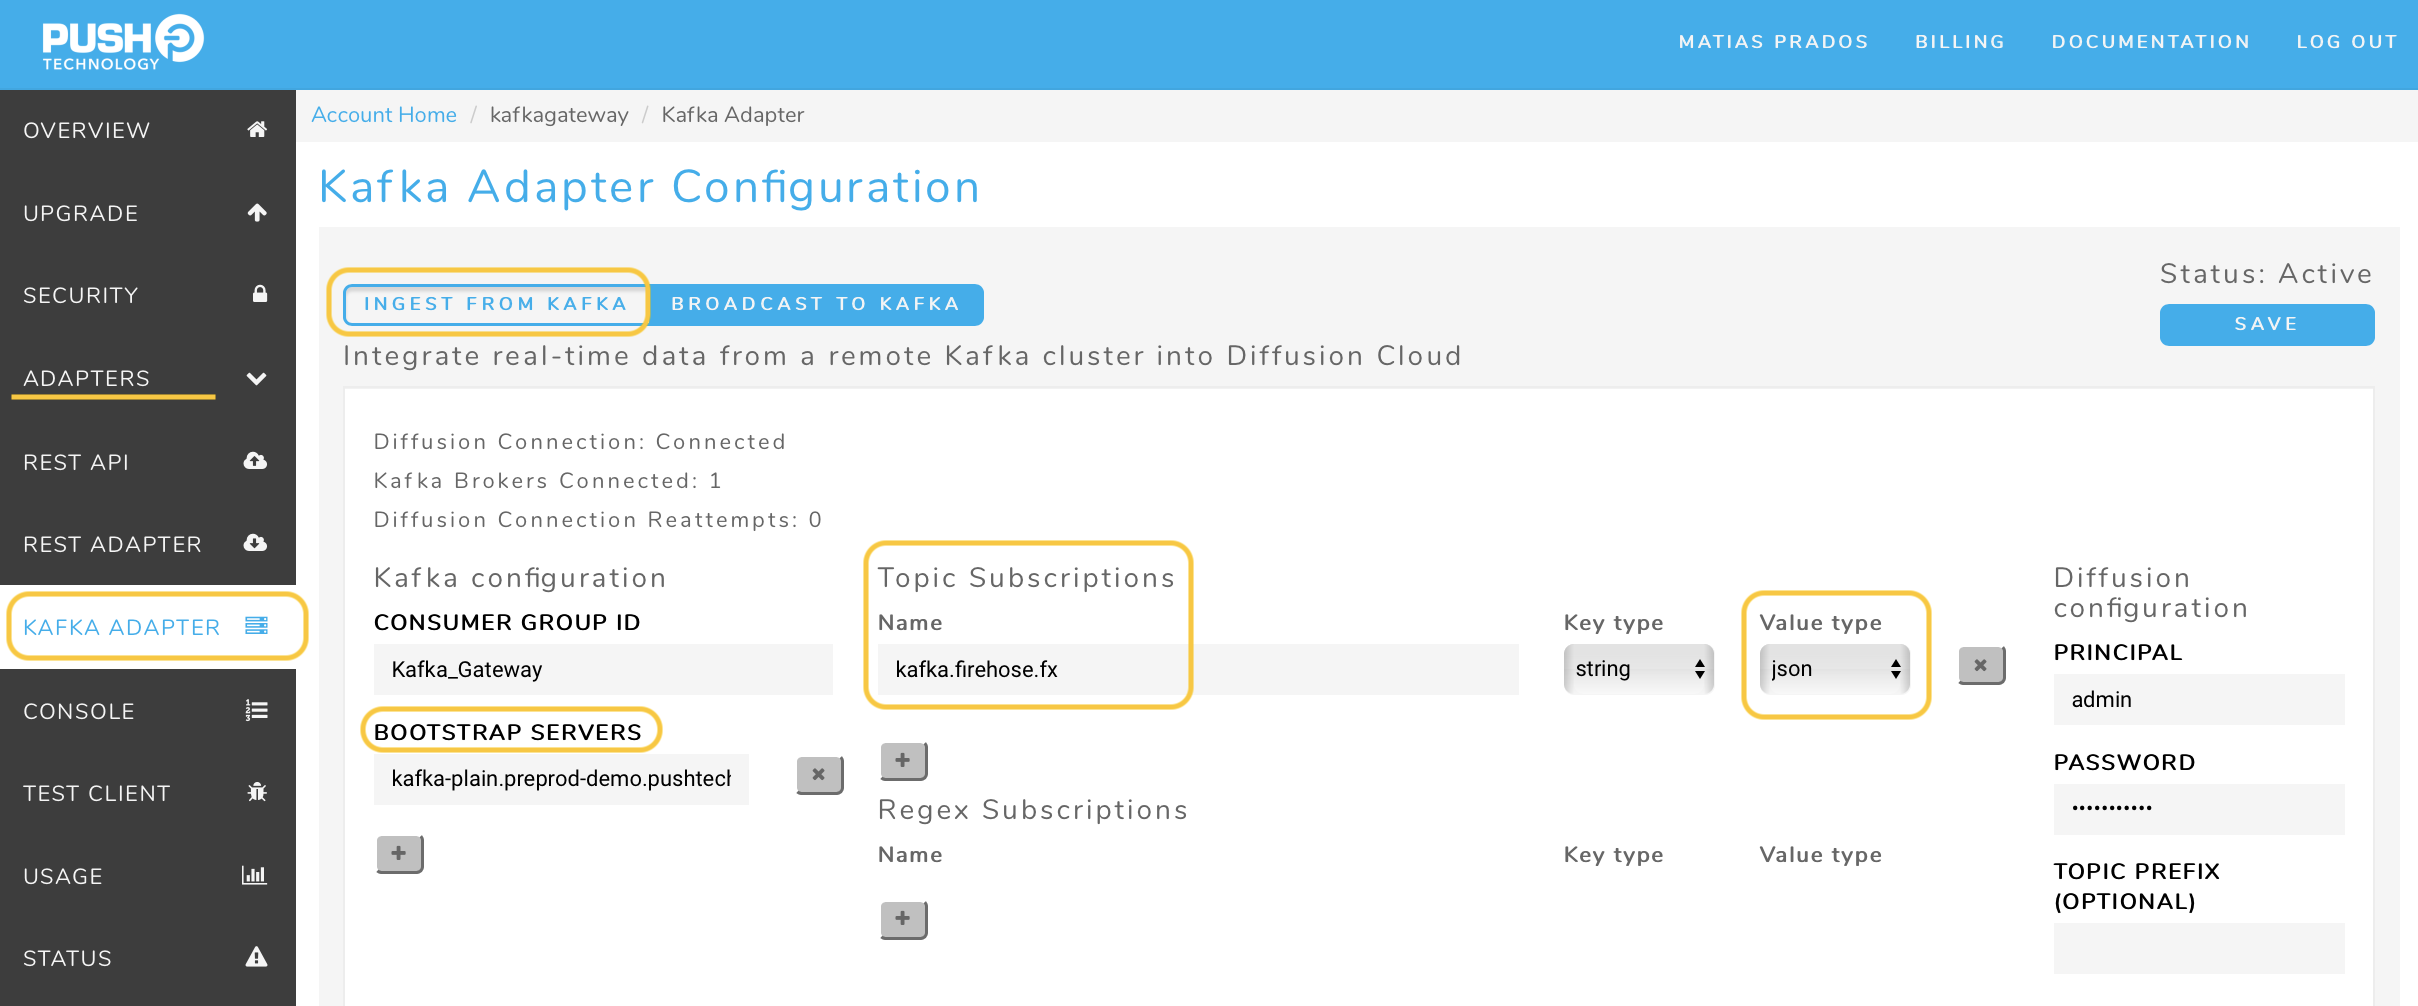 PUSH
TECHNOLOGY
MATIAS PRADOS BILLING DOCUMENTATION LOG OUT
OVERVIEW
UPGRADE
SECURITY
ADAPTERS
REST API
REST ADAPTER
KAFKA ADAPTER
CONSOLE
TEST CLIENT
USAGE
STATUS
Account Home / kafkagateway / Kafka Adapter
Kafka Adapter Configuration
INGEST FROM KAFKA BROADCAST TO KAFKA
Status: Active
SAVE
Integrate real-time data from a remote Kafka cluster into Diffusion Cloud
Diffusion Connection: Connected
Kafka Brokers Connected: 1
Diffusion Connection Reattempts: 0
Kafka configuration
CONSUMER GROUP ID
Kafka_Gateway
BOOTSTRAP SERVERS
kafka-plain.preprod-demo.pushtech
Topic Subscriptions
Name Key type Value type
kafka.firehose.fx string json
Regex Subscriptions
Name Key type Value type
Diffusion
configuration
PRINCIPAL
admin
PASSWORD
•••••••••••
TOPIC PREFIX
(OPTIONAL)